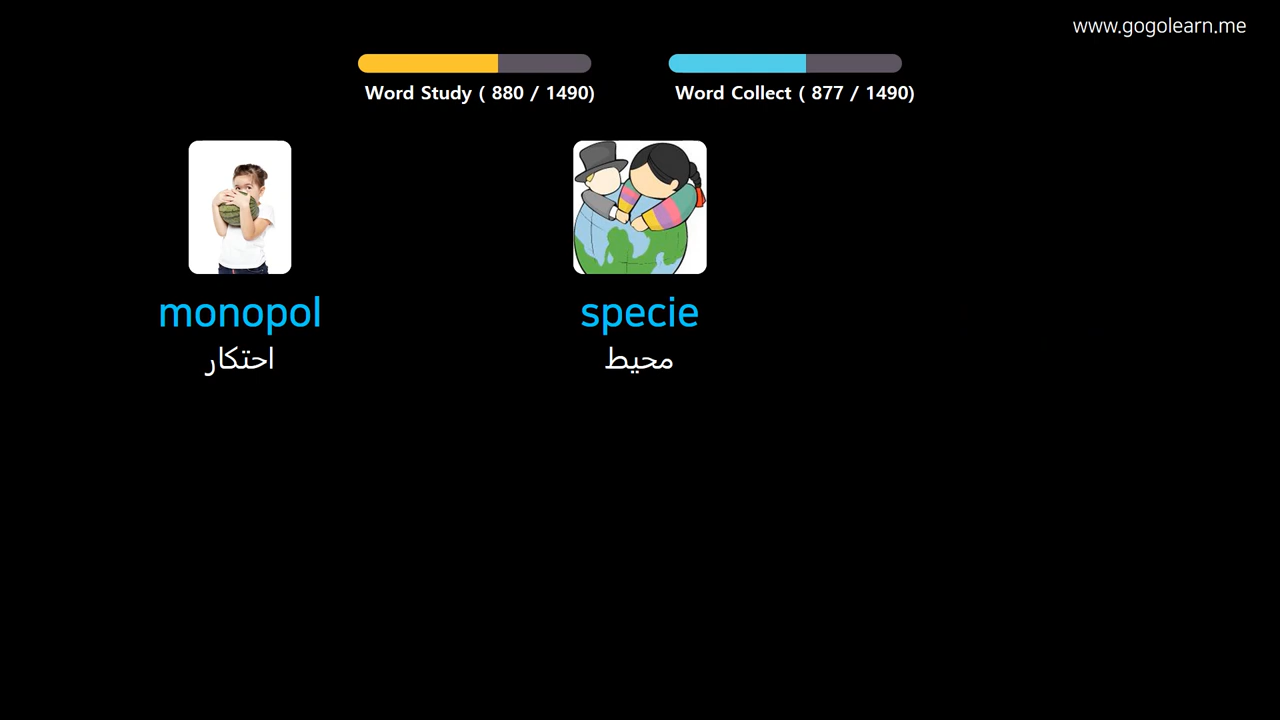 www.gogolearn.me
Word Study ( 880 / 1490)
Word Collect ( 877 / 1490)
monopol
احتكار
specie
محيط